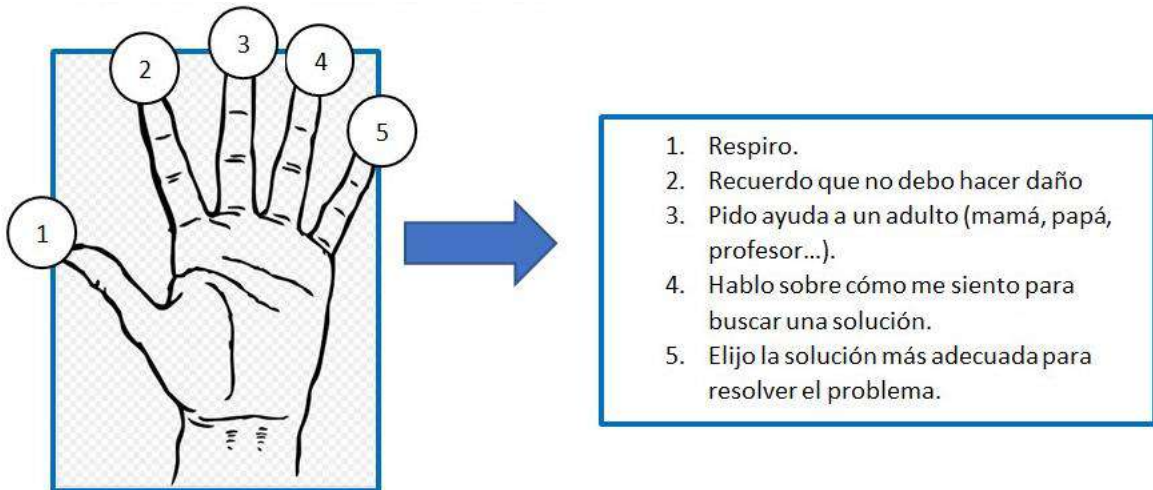 1
2
3
4
5
1. Respiro.
2. Recuerdo que no debo hacer daño
3. Pido ayuda a un adulto (mamá, papá,
profesor...).
4. Hablo sobre cómo me siento para
buscar una solución.
5. Elijo la solución más adecuada para
resolver el problema.